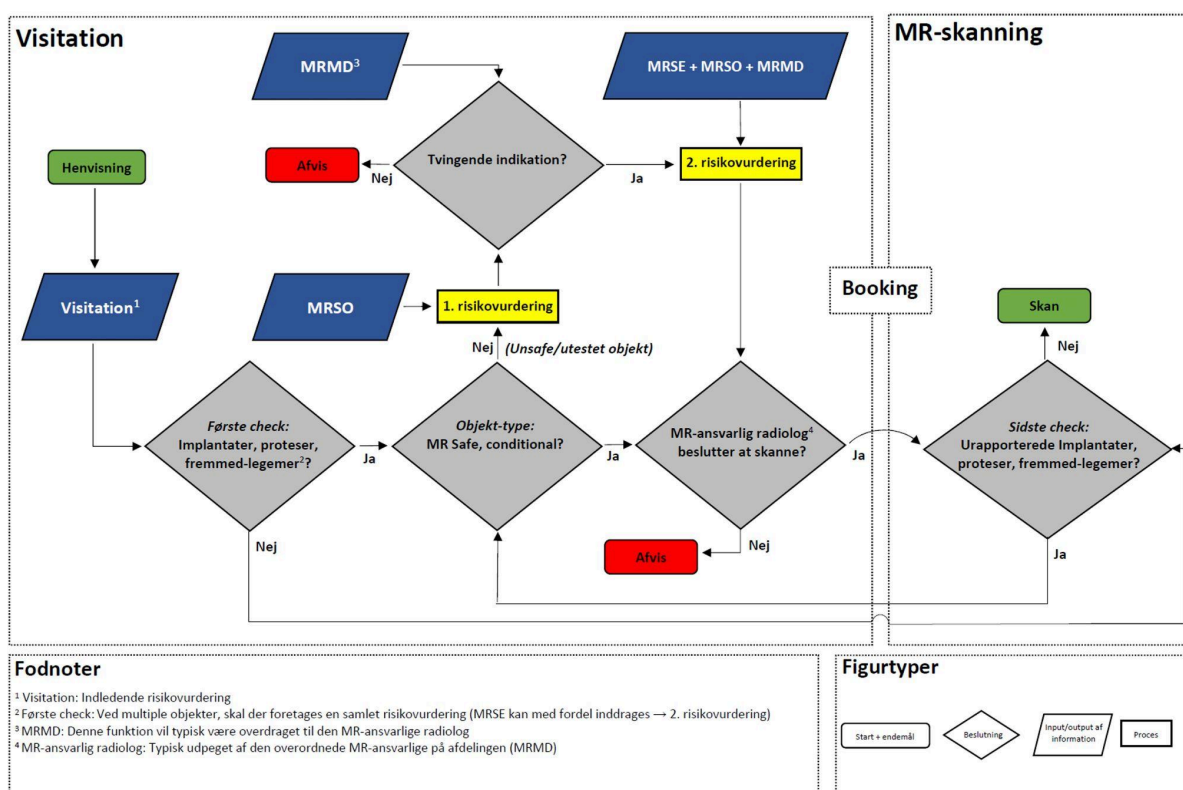 Visitation
MR-skanning
MRMD³
MRSE + MRSO + MRMD
Henvisning
Afvis
Nej
Tvingende indikation?
Ja
2. risikovurdering
Visitation¹
MRSO
1. risikovurdering
Booking
Skan
Nej
Nej
(Unsafe/utestet objekt)
Første check:
Implantater, proteser,
fremmed-legemer²?
Ja
Objekt-type:
MR Safe, conditional?
Ja
MR-ansvarlig radiolog⁴
beslutter at skanne?
Ja
Sidste check:
Urapporterede Implantater,
proteser, fremmed-legemer?
Nej
Afvis
Nej
Ja
Fodnoter
¹ Visitation: Indledende risikovurdering
² Første check: Ved multiple objekter, skal der foretages en samlet risikovurdering (MRSE kan med fordel inddrages → 2. risikovurdering)
³ MRMD: Denne funktion vil typisk være overdraget til den MR-ansvarlige radiolog
⁴ MR-ansvarlig radiolog: Typisk udpeget af den overordnede MR-ansvarlige på afdelingen (MRMD)
Figurtyper
Start + endemål
Beslutning
Input/output af
information
Proces